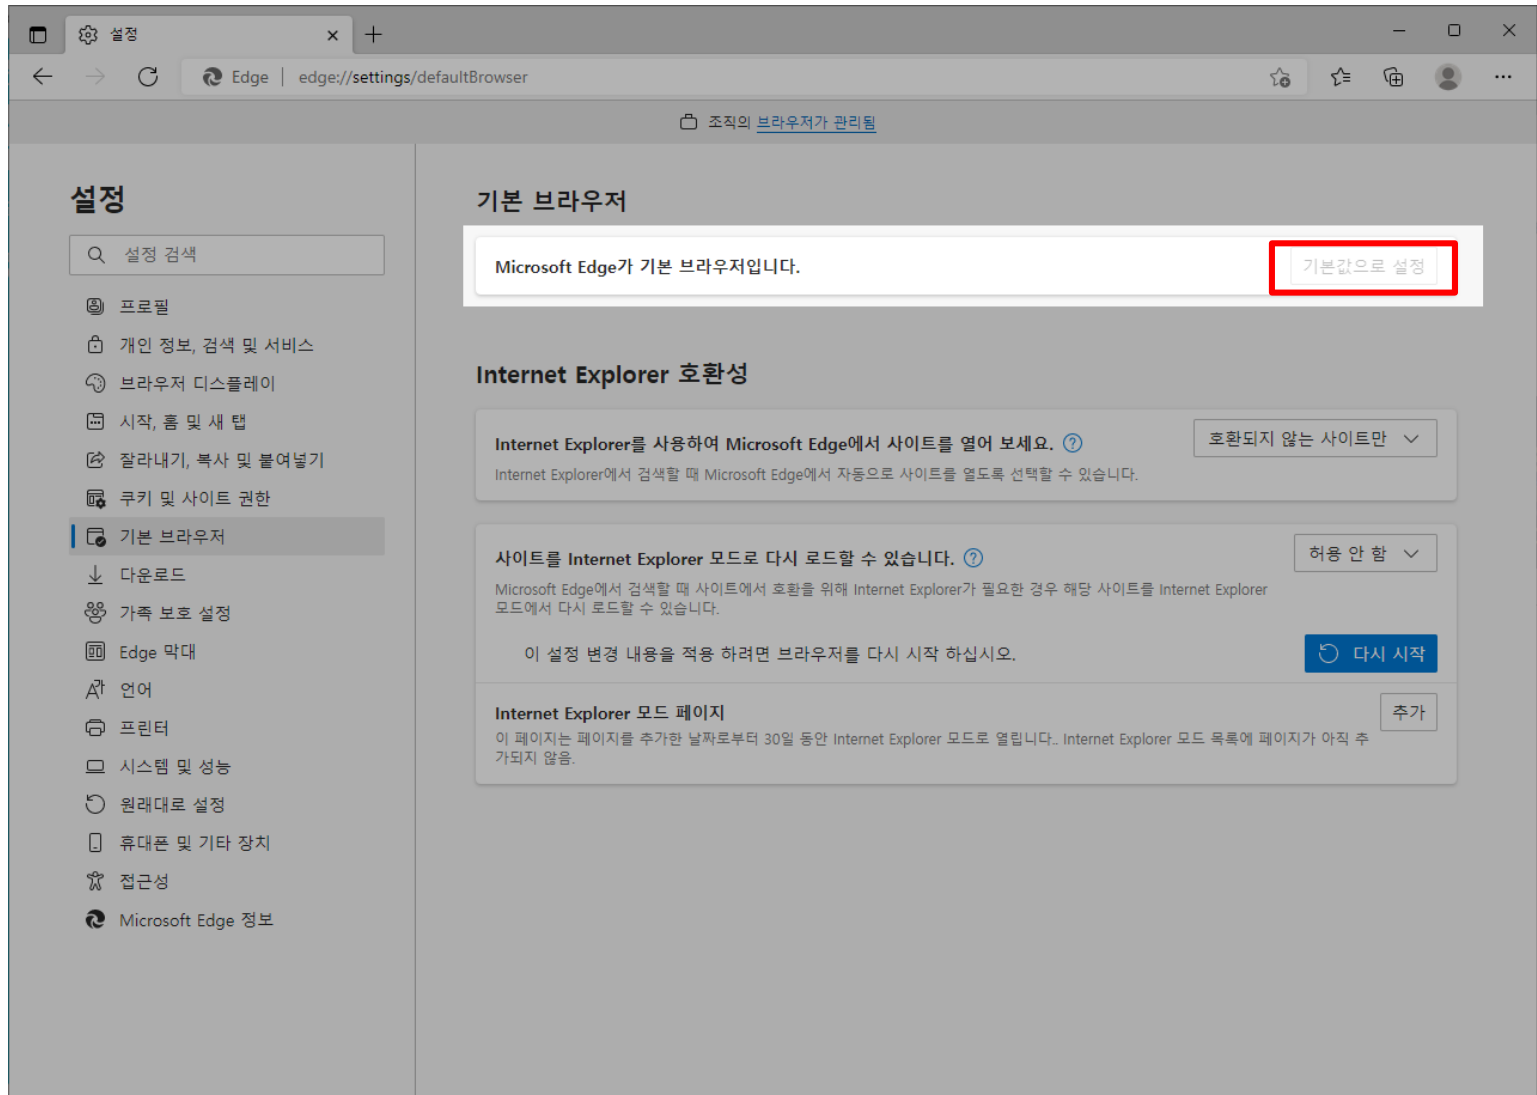 설정
Edge | edge://settings/defaultBrowser
조직의 브라우저가 관리됨
설정
설정 검색
프로필
개인 정보, 검색 및 서비스
브라우저 디스플레이
시작, 홈 및 새 탭
잘라내기, 복사 및 붙여넣기
쿠키 및 사이트 권한
기본 브라우저
다운로드
가족 보호 설정
Edge 막대
언어
프린터
시스템 및 성능
원래대로 설정
휴대폰 및 기타 장치
접근성
Microsoft Edge 정보
기본 브라우저
Microsoft Edge가 기본 브라우저입니다.
기본값으로 설정
Internet Explorer 호환성
Internet Explorer를 사용하여 Microsoft Edge에서 사이트를 열어 보세요.
호환되지 않는 사이트만
Internet Explorer에서 검색할 때 Microsoft Edge에서 자동으로 사이트를 열도록 선택할 수 있습니다.
사이트를 Internet Explorer 모드로 다시 로드할 수 있습니다.
허용 안 함
Microsoft Edge에서 검색할 때 사이트에서 호환을 위해 Internet Explorer가 필요한 경우 해당 사이트를 Internet Explorer
모드에서 다시 로드할 수 있습니다.
이 설정 변경 내용을 적용 하려면 브라우저를 다시 시작 하십시오.
다시 시작
Internet Explorer 모드 페이지
추가
이 페이지는 페이지를 추가한 날짜로부터 30일 동안 Internet Explorer 모드로 열립니다.. Internet Explorer 모드 목록에 페이지가 아직 추
가되지 않음.